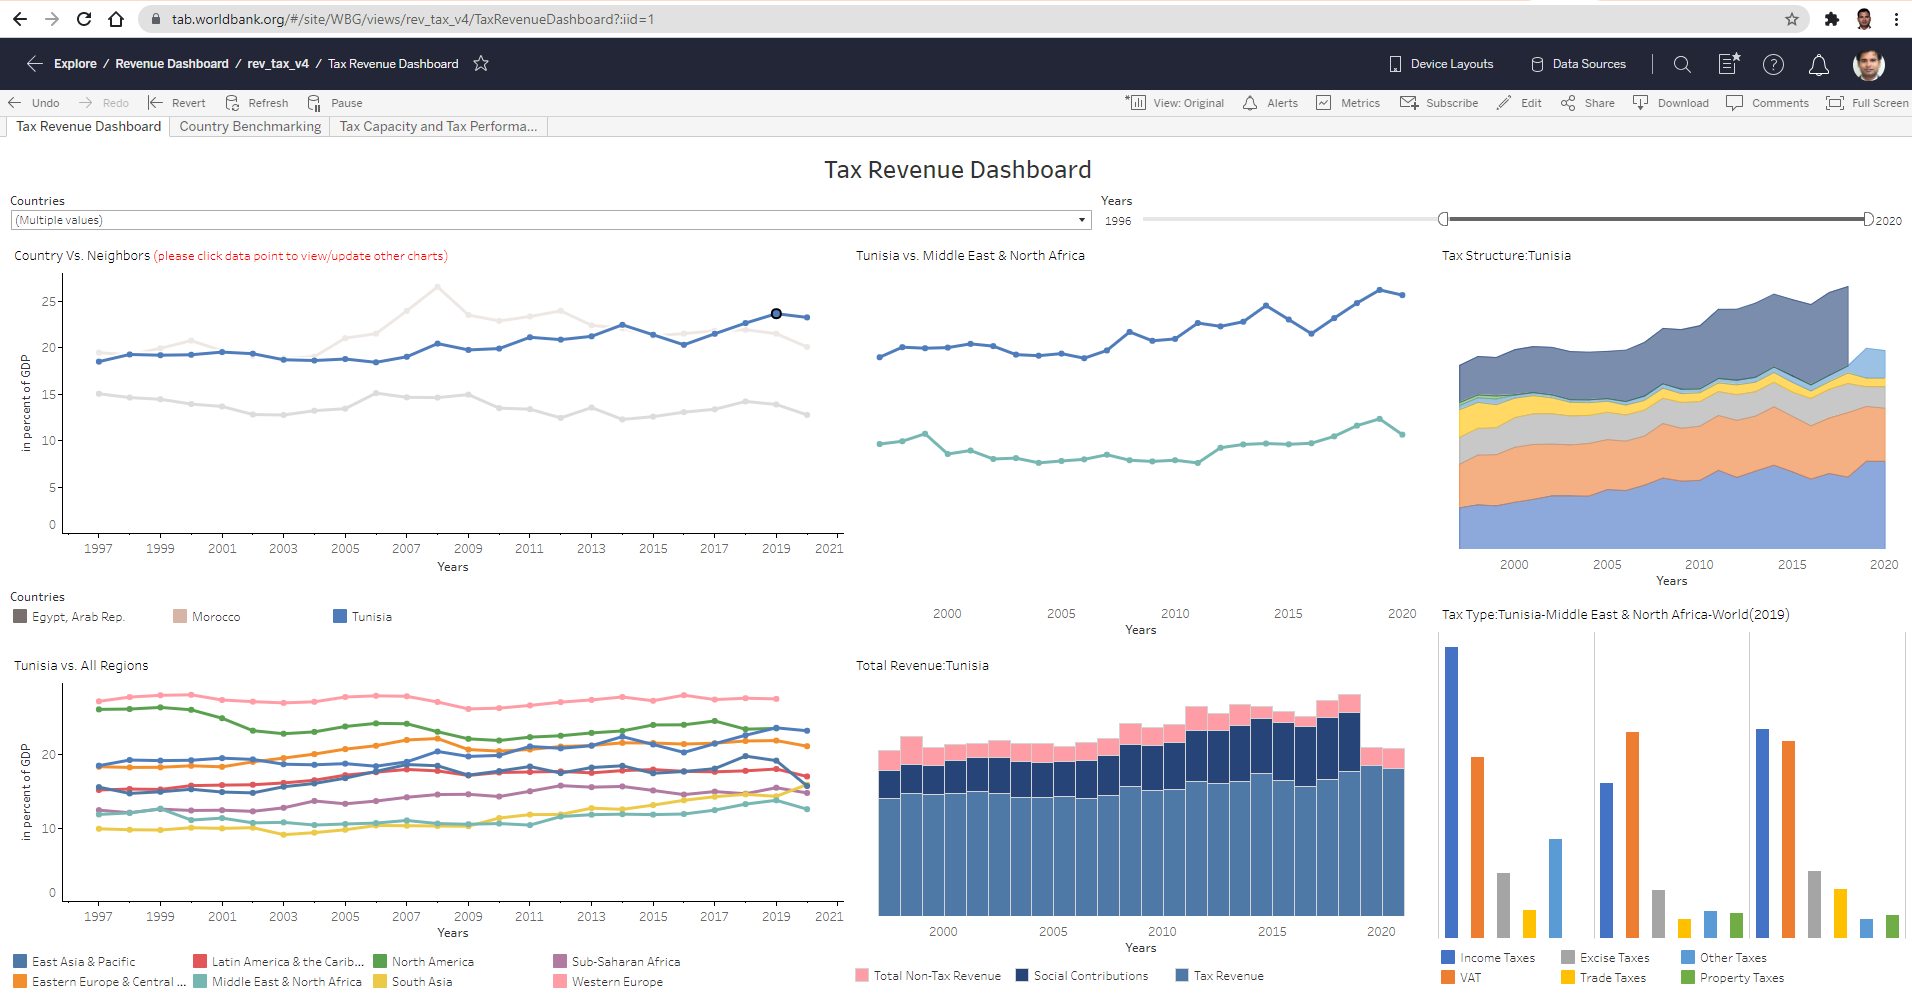 tab.worldbank.org/#/site/WBG/views/rev_tax_v4/TaxRevenueDashboard?:iid=1
Explore / Revenue Dashboard / rev_tax_v4 / Tax Revenue Dashboard
Device Layouts
Data Sources
Undo Redo Revert Refresh Pause
View: Original Alerts Metrics Subscribe Edit Share Download Comments Full Screen
Tax Revenue Dashboard Country Benchmarking Tax Capacity and Tax Performa...
Tax Revenue Dashboard
Countries
(Multiple values)
Years
1996 2020
Country Vs. Neighbors (please click data point to view/update other charts)
in percent of GDP
25
20
15
10
5
0
1997 1999 2001 2003 2005 2007 2009 2011 2013 2015 2017 2019 2021
Years
Countries
Egypt, Arab Rep. Morocco Tunisia
Tunisia vs. Middle East & North Africa
2000 2005 2010 2015 2020
Years
Tax Structure:Tunisia
2000 2005 2010 2015 2020
Years
Tunisia vs. All Regions
in percent of GDP
20
10
0
1997 1999 2001 2003 2005 2007 2009 2011 2013 2015 2017 2019 2021
Years
East Asia & Pacific Latin America & the Carib... North America Sub-Saharan Africa
Eastern Europe & Central ... Middle East & North Africa South Asia Western Europe
Total Revenue:Tunisia
2000 2005 2010 2015 2020
Years
Total Non-Tax Revenue Social Contributions Tax Revenue
Tax Type:Tunisia-Middle East & North Africa-World(2019)
Income Taxes Excise Taxes Other Taxes
VAT Trade Taxes Property Taxes